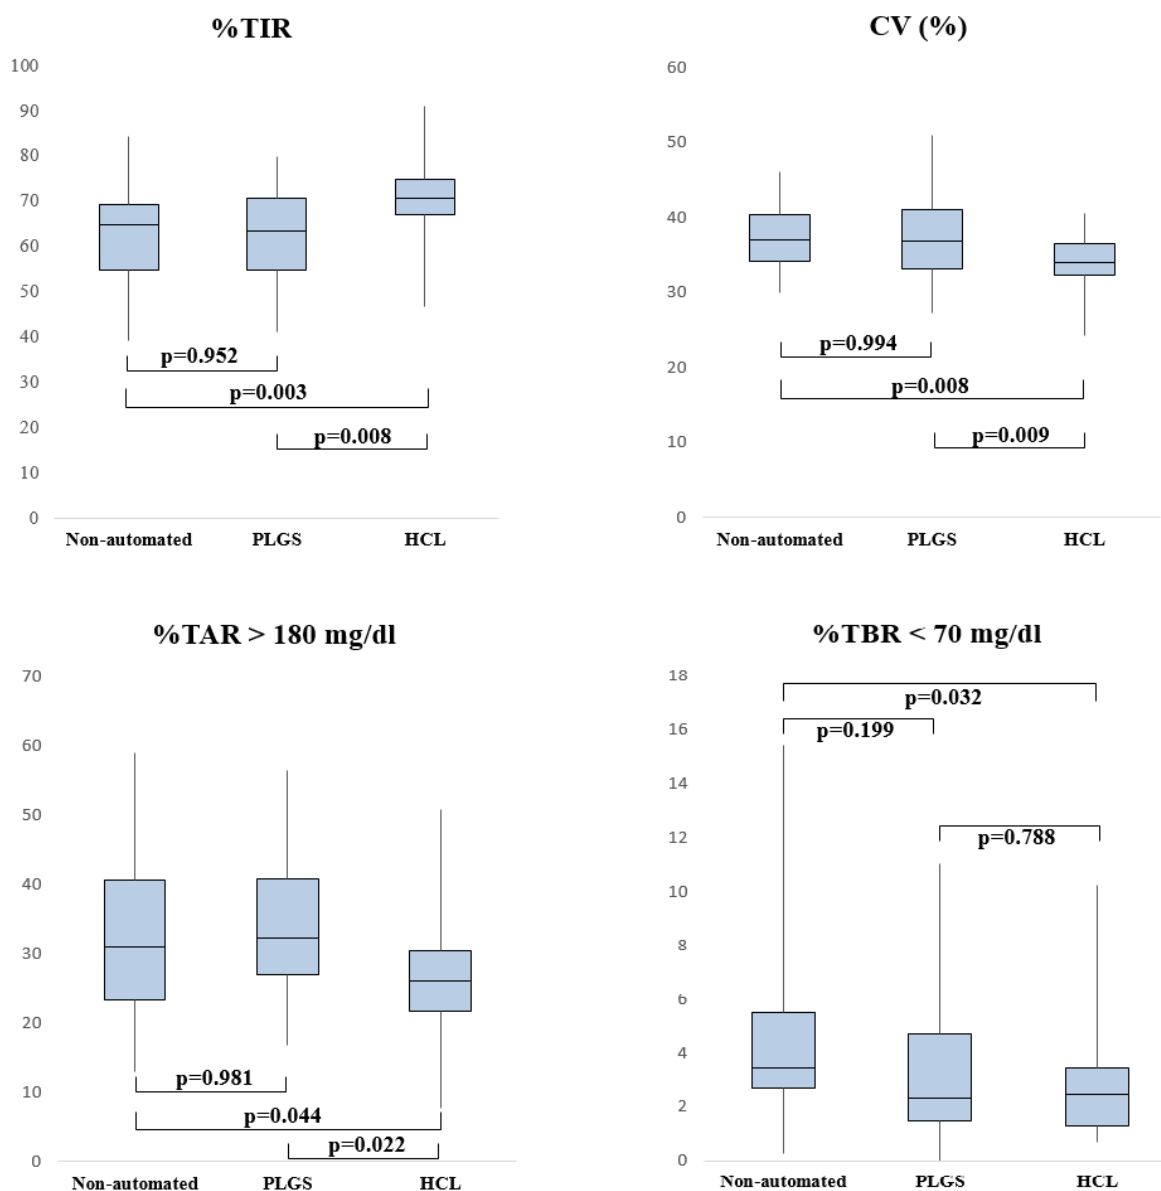 %TIR
100
90
80
70
60
50
40
30
20
10
0
p=0.952
p=0.003
p=0.008
Non-automated PLGS HCL
CV (%)
60
50
40
30
20
10
0
p=0.994
p=0.008
p=0.009
Non-automated PLGS HCL
%TAR > 180 mg/dl
70
60
50
40
30
20
10
0
p=0.981
p=0.044
p=0.022
Non-automated PLGS HCL
%TBR < 70 mg/dl
18
16
14
12
10
8
6
4
2
0
p=0.032
p=0.199
p=0.788
Non-automated PLGS HCL